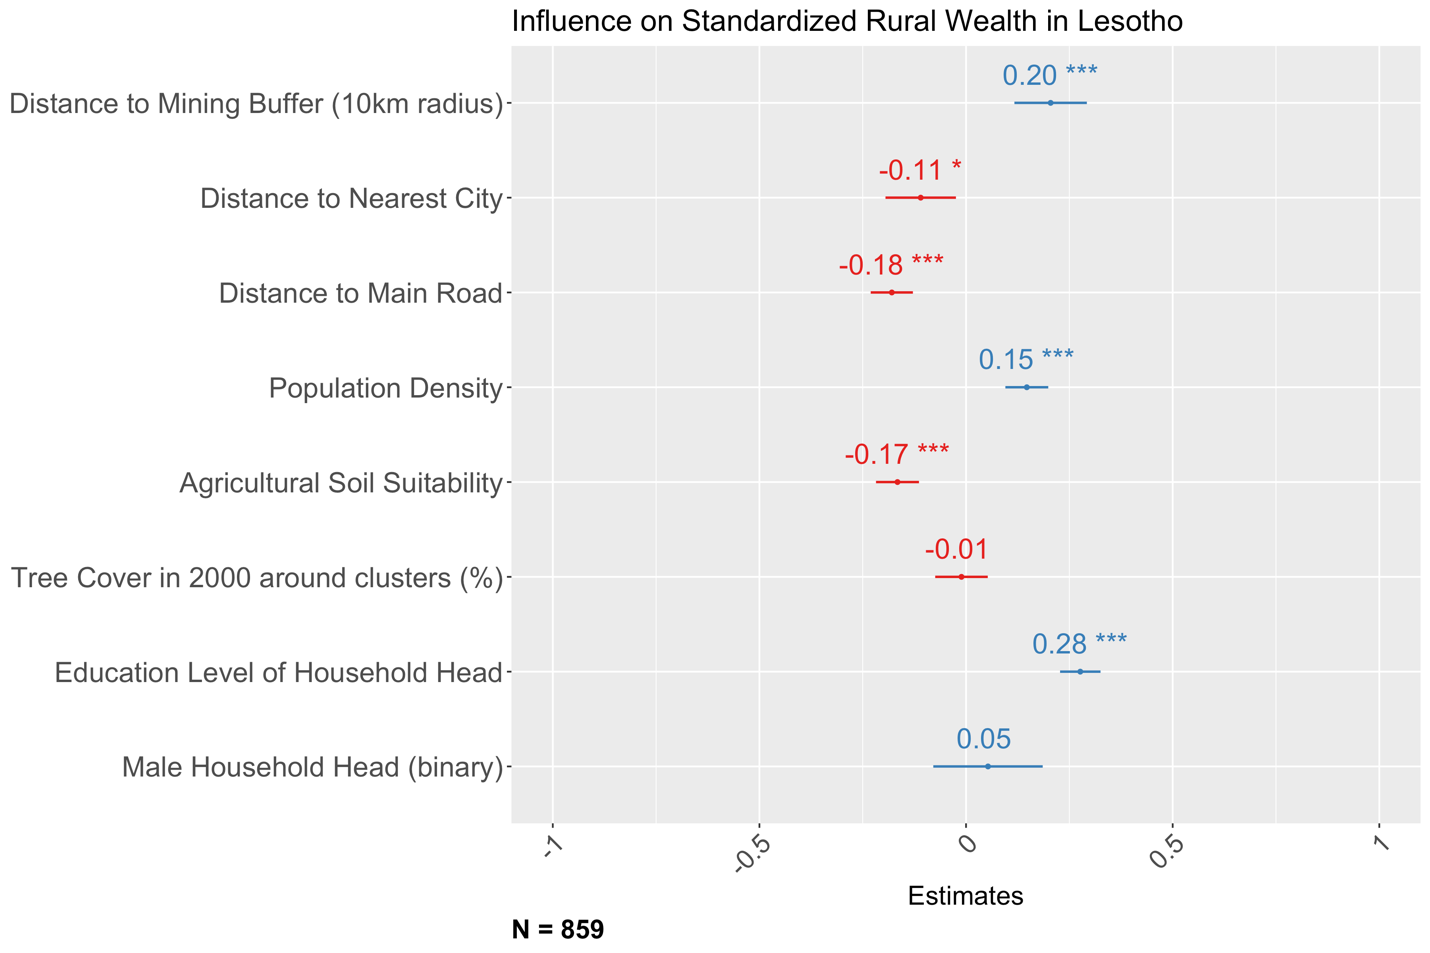 Influence on Standardized Rural Wealth in Lesotho
Distance to Mining Buffer (10km radius)
0.20 ***
Distance to Nearest City
-0.11 *
Distance to Main Road
-0.18 ***
Population Density
0.15 ***
Agricultural Soil Suitability
-0.17 ***
Tree Cover in 2000 around clusters (%)
-0.01
Education Level of Household Head
0.28 ***
Male Household Head (binary)
0.05
-1
-0.5
0
0.5
1
Estimates
N = 859